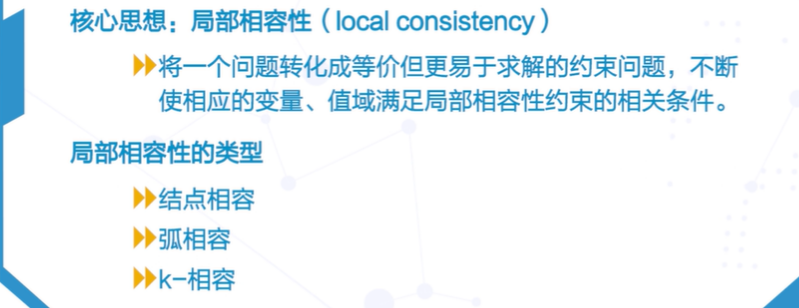 核心思想：局部相容性（local consistency）
将一个问题转化成等价但更易于求解的约束问题，不断
使相应的变量、值域满足局部相容性约束的相关条件。
局部相容性的类型
结点相容
弧相容
k-相容